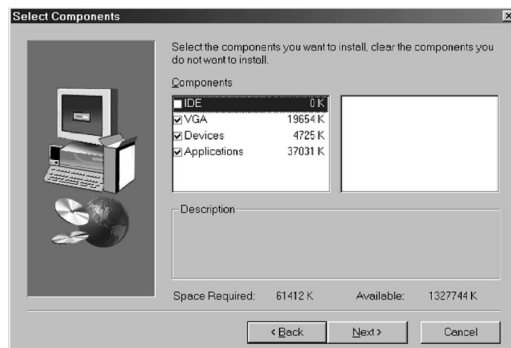 Select Components
Select the components you want to install, clear the components you
do not want to install.
Components
IDE 0 K
VGA 19654 K
Devices 4725 K
Applications 37031 K
Description
Space Required: 61412 K Available: 1327744 K
< Back Next > Cancel